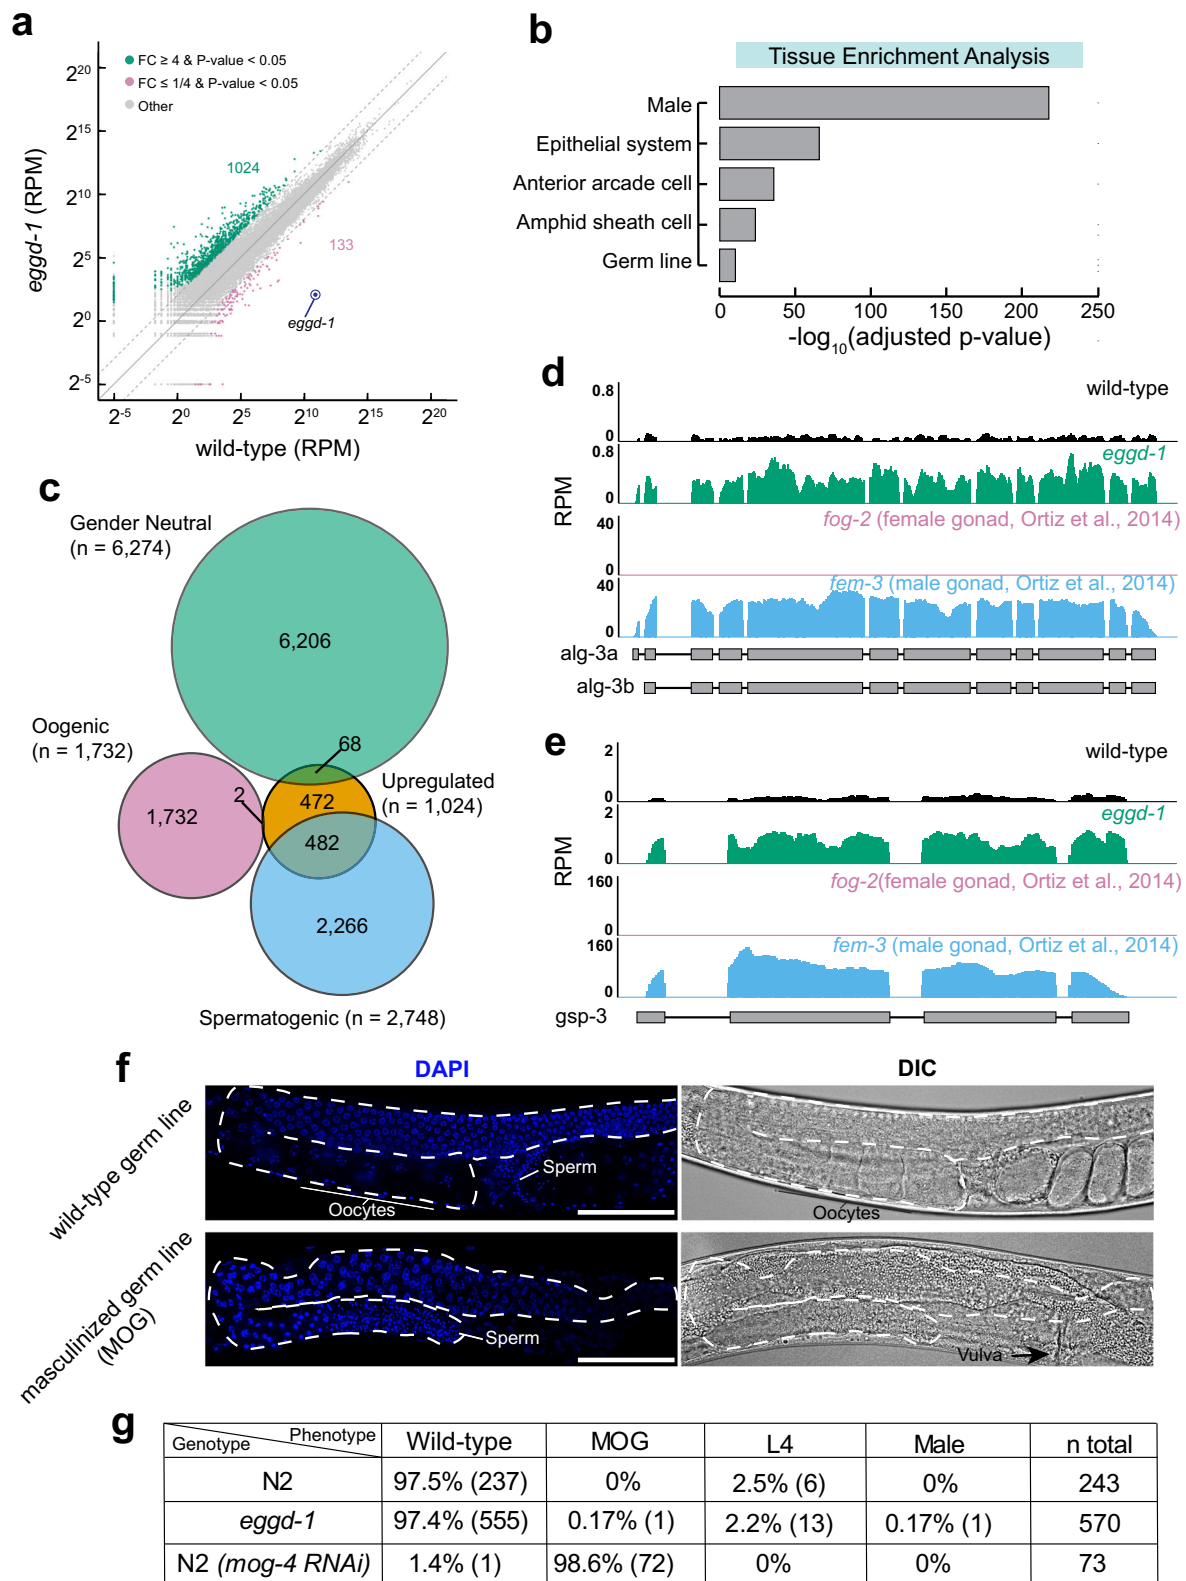 a
FC ≥ 4 & P-value < 0.05
FC ≤ 1/4 & P-value < 0.05
Other
2^20
2^15
2^10
2^5
2^0
2^-5
eggd-1 (RPM)
1024
133
eggd-1
2^-5 2^0 2^5 2^10 2^15 2^20
wild-type (RPM)
b
Tissue Enrichment Analysis
Male
Epithelial system
Anterior arcade cell
Amphid sheath cell
Germ line
0 50 100 150 200 250
-log10(adjusted p-value)
c
Gender Neutral
(n = 6,274)
6,206
68
Oogenic
(n = 1,732)
2
1,732
Upregulated
(n = 1,024)
472
482
2,266
Spermatogenic (n = 2,748)
d
RPM
0.8
0
wild-type
0.8
0
eggd-1
40
0
fog-2 (female gonad, Ortiz et al., 2014)
40
0
fem-3 (male gonad, Ortiz et al., 2014)
alg-3a
alg-3b
e
RPM
2
0
wild-type
2
0
eggd-1
160
0
fog-2(female gonad, Ortiz et al., 2014)
160
0
fem-3 (male gonad, Ortiz et al., 2014)
gsp-3
f
DAPI DIC
wild-type germ line
Sperm
Oocytes
Oocytes
masculinized germ line
(MOG)
Sperm
Vulva
g
Genotype Phenotype Wild-type MOG L4 Male n total
N2 97.5% (237) 0% 2.5% (6) 0% 243
eggd-1 97.4% (555) 0.17% (1) 2.2% (13) 0.17% (1) 570
N2 (mog-4 RNAi) 1.4% (1) 98.6% (72) 0% 0% 73